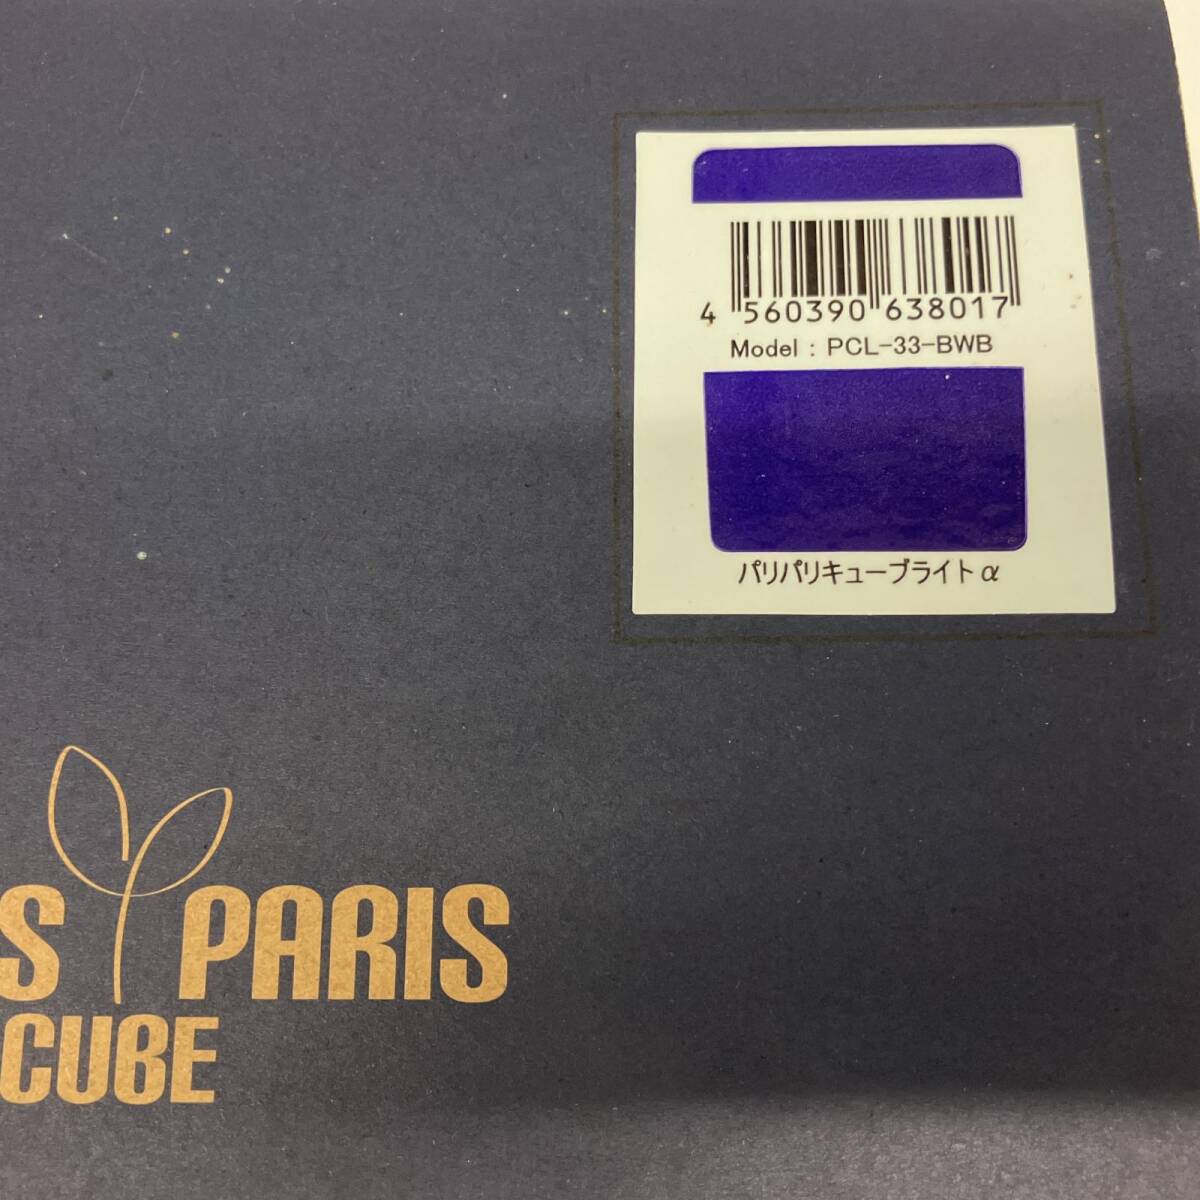 4 560390 638017
Model : PCL-33-BWB
パリパリキューブライトα
S PARIS
CUBE